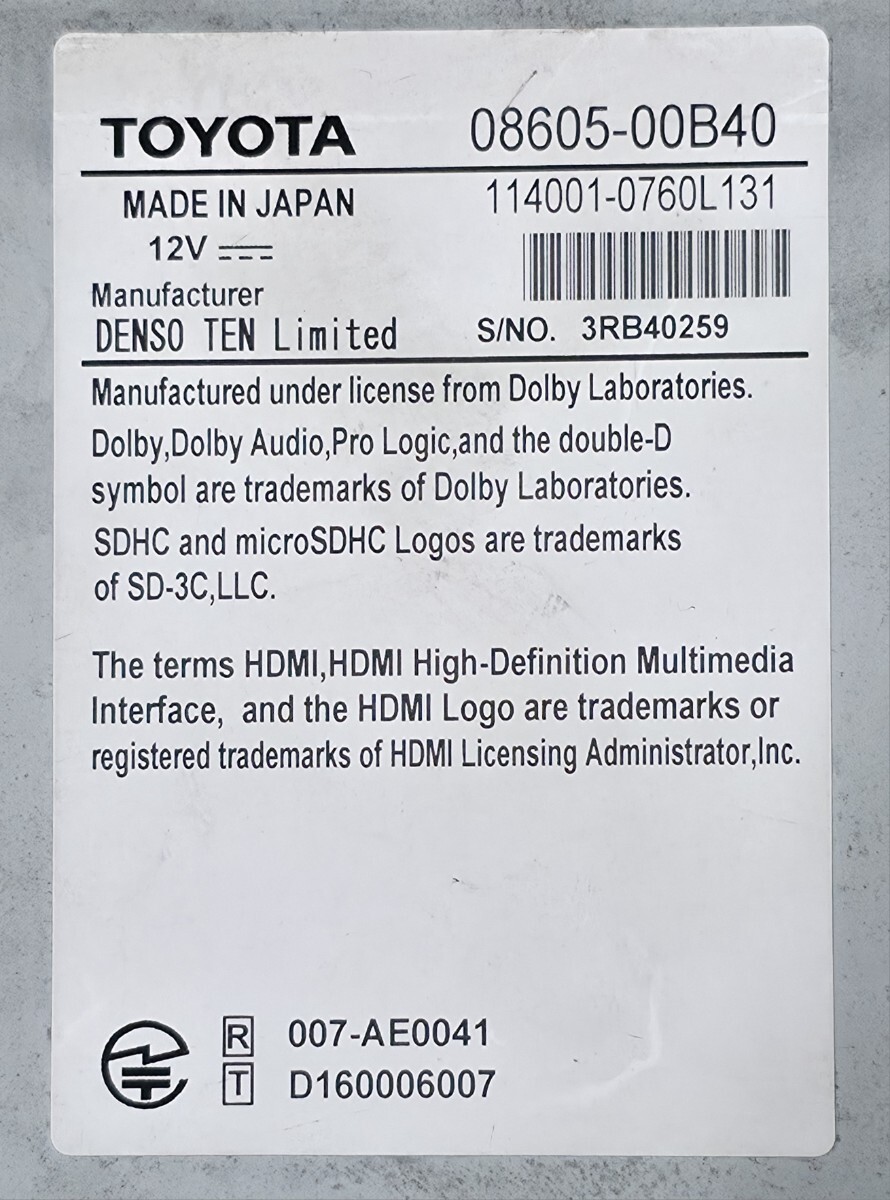 TOYOTA 08605-00B40
MADE IN JAPAN 114001-0760L131
12V
Manufacturer
DENSO TEN Limited S/NO. 3RB40259
Manufactured under license from Dolby Laboratories.
Dolby,Dolby Audio,Pro Logic,and the double-D
symbol are trademarks of Dolby Laboratories.
SDHC and microSDHC Logos are trademarks
of SD-3C,LLC.
The terms HDMI,HDMI High-Definition Multimedia
Interface, and the HDMI Logo are trademarks or
registered trademarks of HDMI Licensing Administrator,Inc.
R 007-AE0041
T D160006007